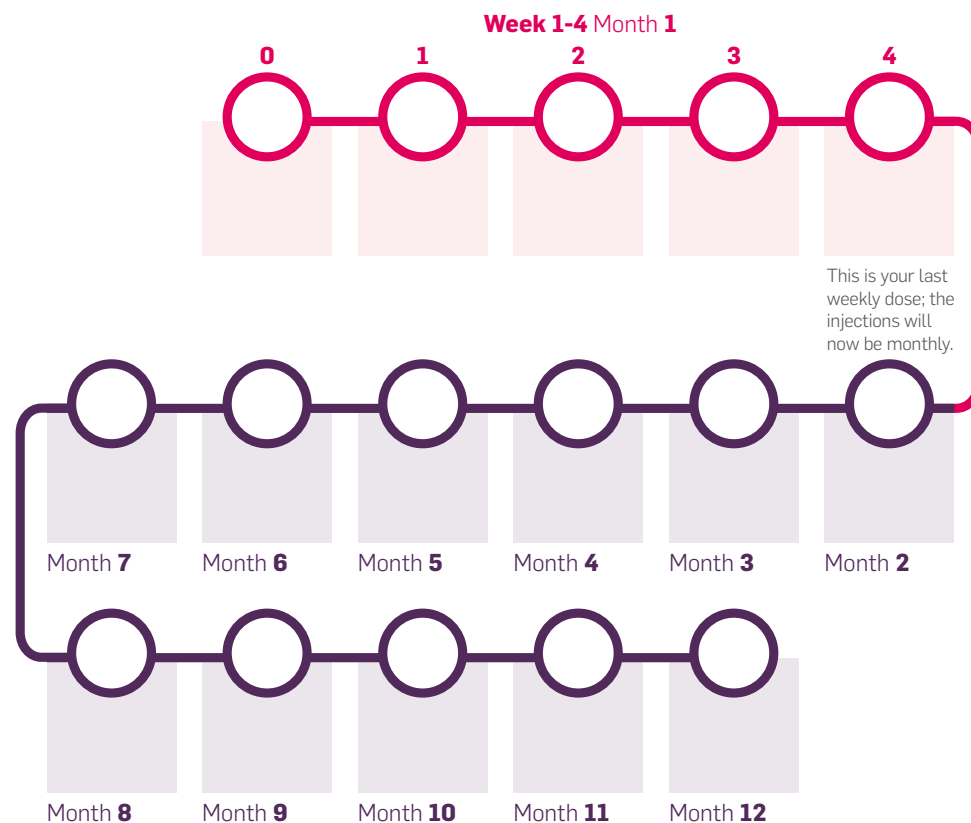 Week 1-4 Month 1
0 1 2 3 4
This is your last
weekly dose; the
injections will
now be monthly.
Month 7 Month 6 Month 5 Month 4 Month 3 Month 2
Month 8 Month 9 Month 10 Month 11 Month 12